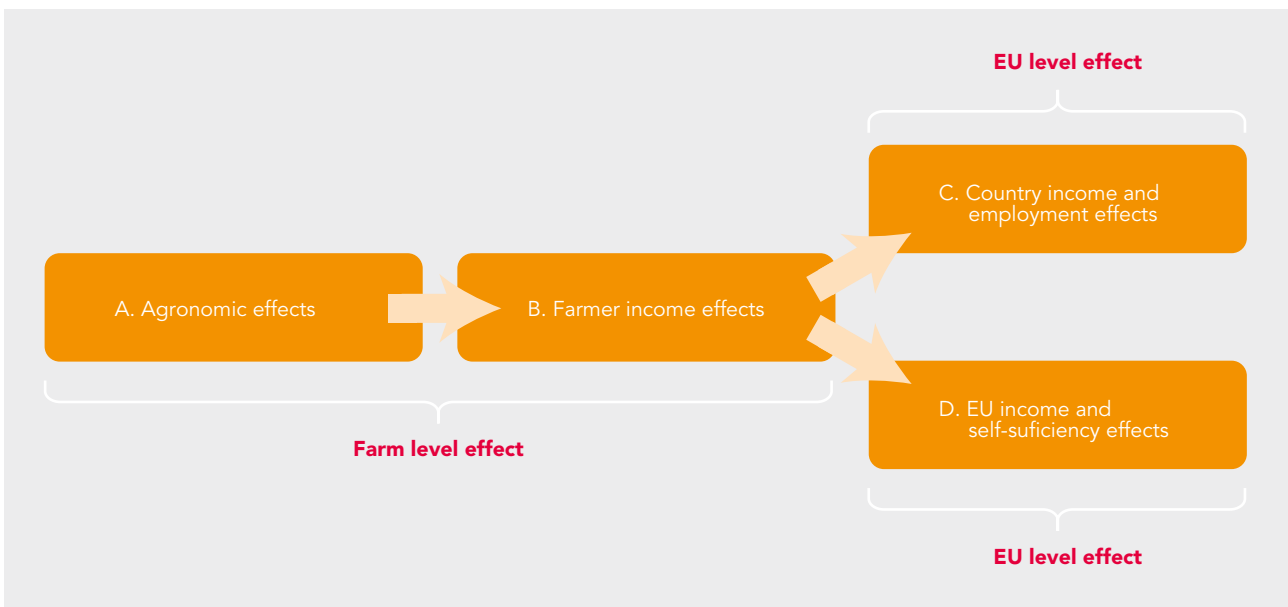 EU level effect
C. Country income and
employment effects
A. Agronomic effects
B. Farmer income effects
D. EU income and
self-suficiency effects
Farm level effect
EU level effect